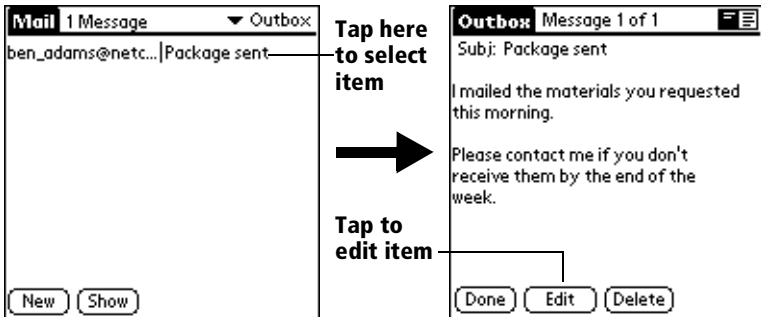 Mail 1 Message ▼ Outbox
ben_adams@netc...|Package sent
New Show
Tap here
to select
item
Tap to
edit item
Outbox Message 1 of 1
Subj: Package sent
I mailed the materials you requested
this morning.
Please contact me if you don't
receive them by the end of the
week.
Done Edit Delete